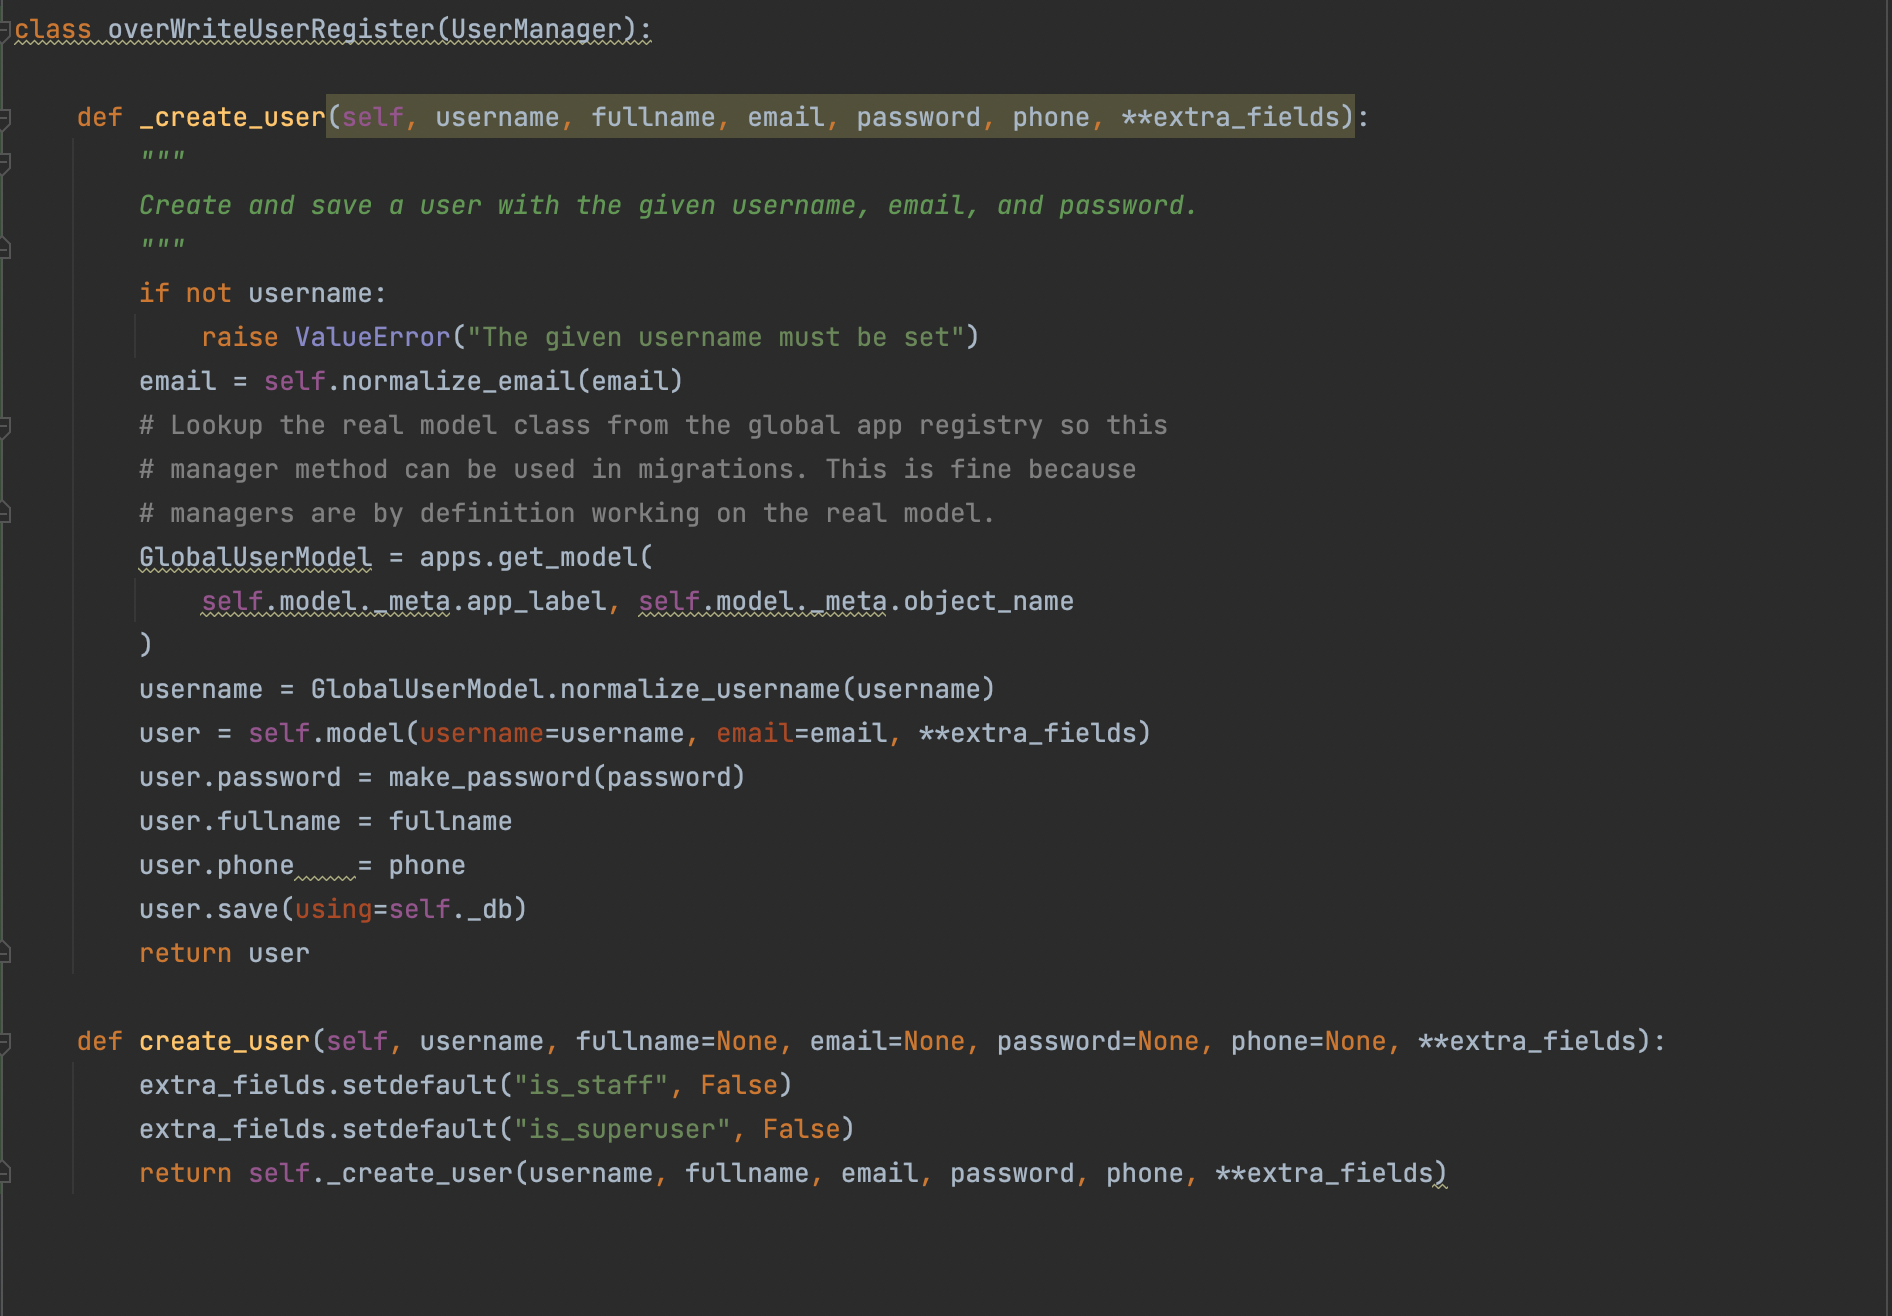 class overWriteUserRegister(UserManager):
def _create_user(self, username, fullname, email, password, phone, **extra_fields):
"""
Create and save a user with the given username, email, and password.
"""
if not username:
raise ValueError("The given username must be set")
email = self.normalize_email(email)
# Lookup the real model class from the global app registry so this
# manager method can be used in migrations. This is fine because
# managers are by definition working on the real model.
GlobalUserModel = apps.get_model(
self.model._meta.app_label, self.model._meta.object_name
)
username = GlobalUserModel.normalize_username(username)
user = self.model(username=username, email=email, **extra_fields)
user.password = make_password(password)
user.fullname = fullname
user.phone    = phone
user.save(using=self._db)
return user
def create_user(self, username, fullname=None, email=None, password=None, phone=None, **extra_fields):
extra_fields.setdefault("is_staff", False)
extra_fields.setdefault("is_superuser", False)
return self._create_user(username, fullname, email, password, phone, **extra_fields)